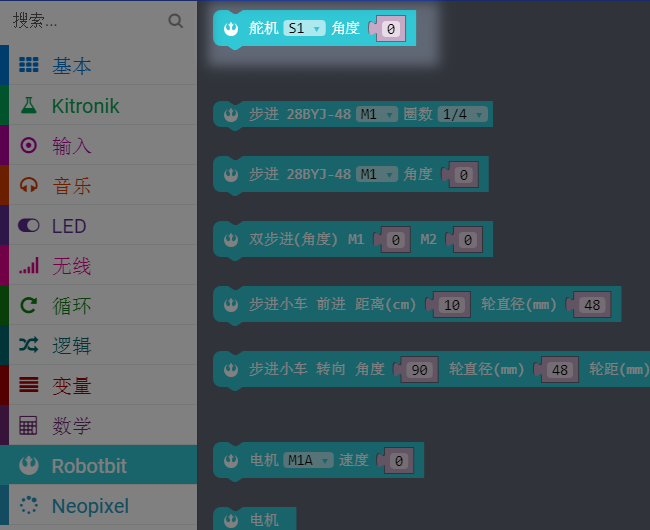 搜索...
基本
Kitronik
输入
音乐
LED
无线
循环
逻辑
变量
数学
Robotbit
Neopixel
舵机 S1 角度 0
步进 28BYJ-48 M1 圈数 1/4
步进 28BYJ-48 M1 角度 0
双步进(角度) M1 0 M2 0
步进小车 前进 距离(cm) 10 轮直径(mm) 48
步进小车 转向 角度 90 轮直径(mm) 48 轮距(mm)
电机 M1A 速度 0
电机